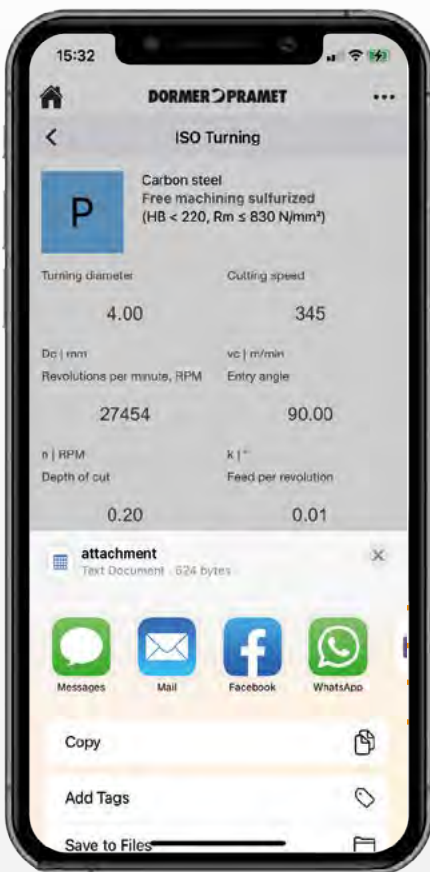 15:32
DORMER PRAMET
ISO Turning
P
Carbon steel
Free machining sulfurized
(HB < 220, Rm ≤ 830 N/mm²)
Turning diameter Cutting speed
4.00 345
Dc | mm vc | m/min
Revolutions per minute, RPM Entry angle
27454 90.00
n | RPM k | °
Depth of cut Feed per revolution
0.20 0.01
attachment
Text Document · 624 bytes
Messages Mail Facebook WhatsApp
Copy
Add Tags
Save to Files